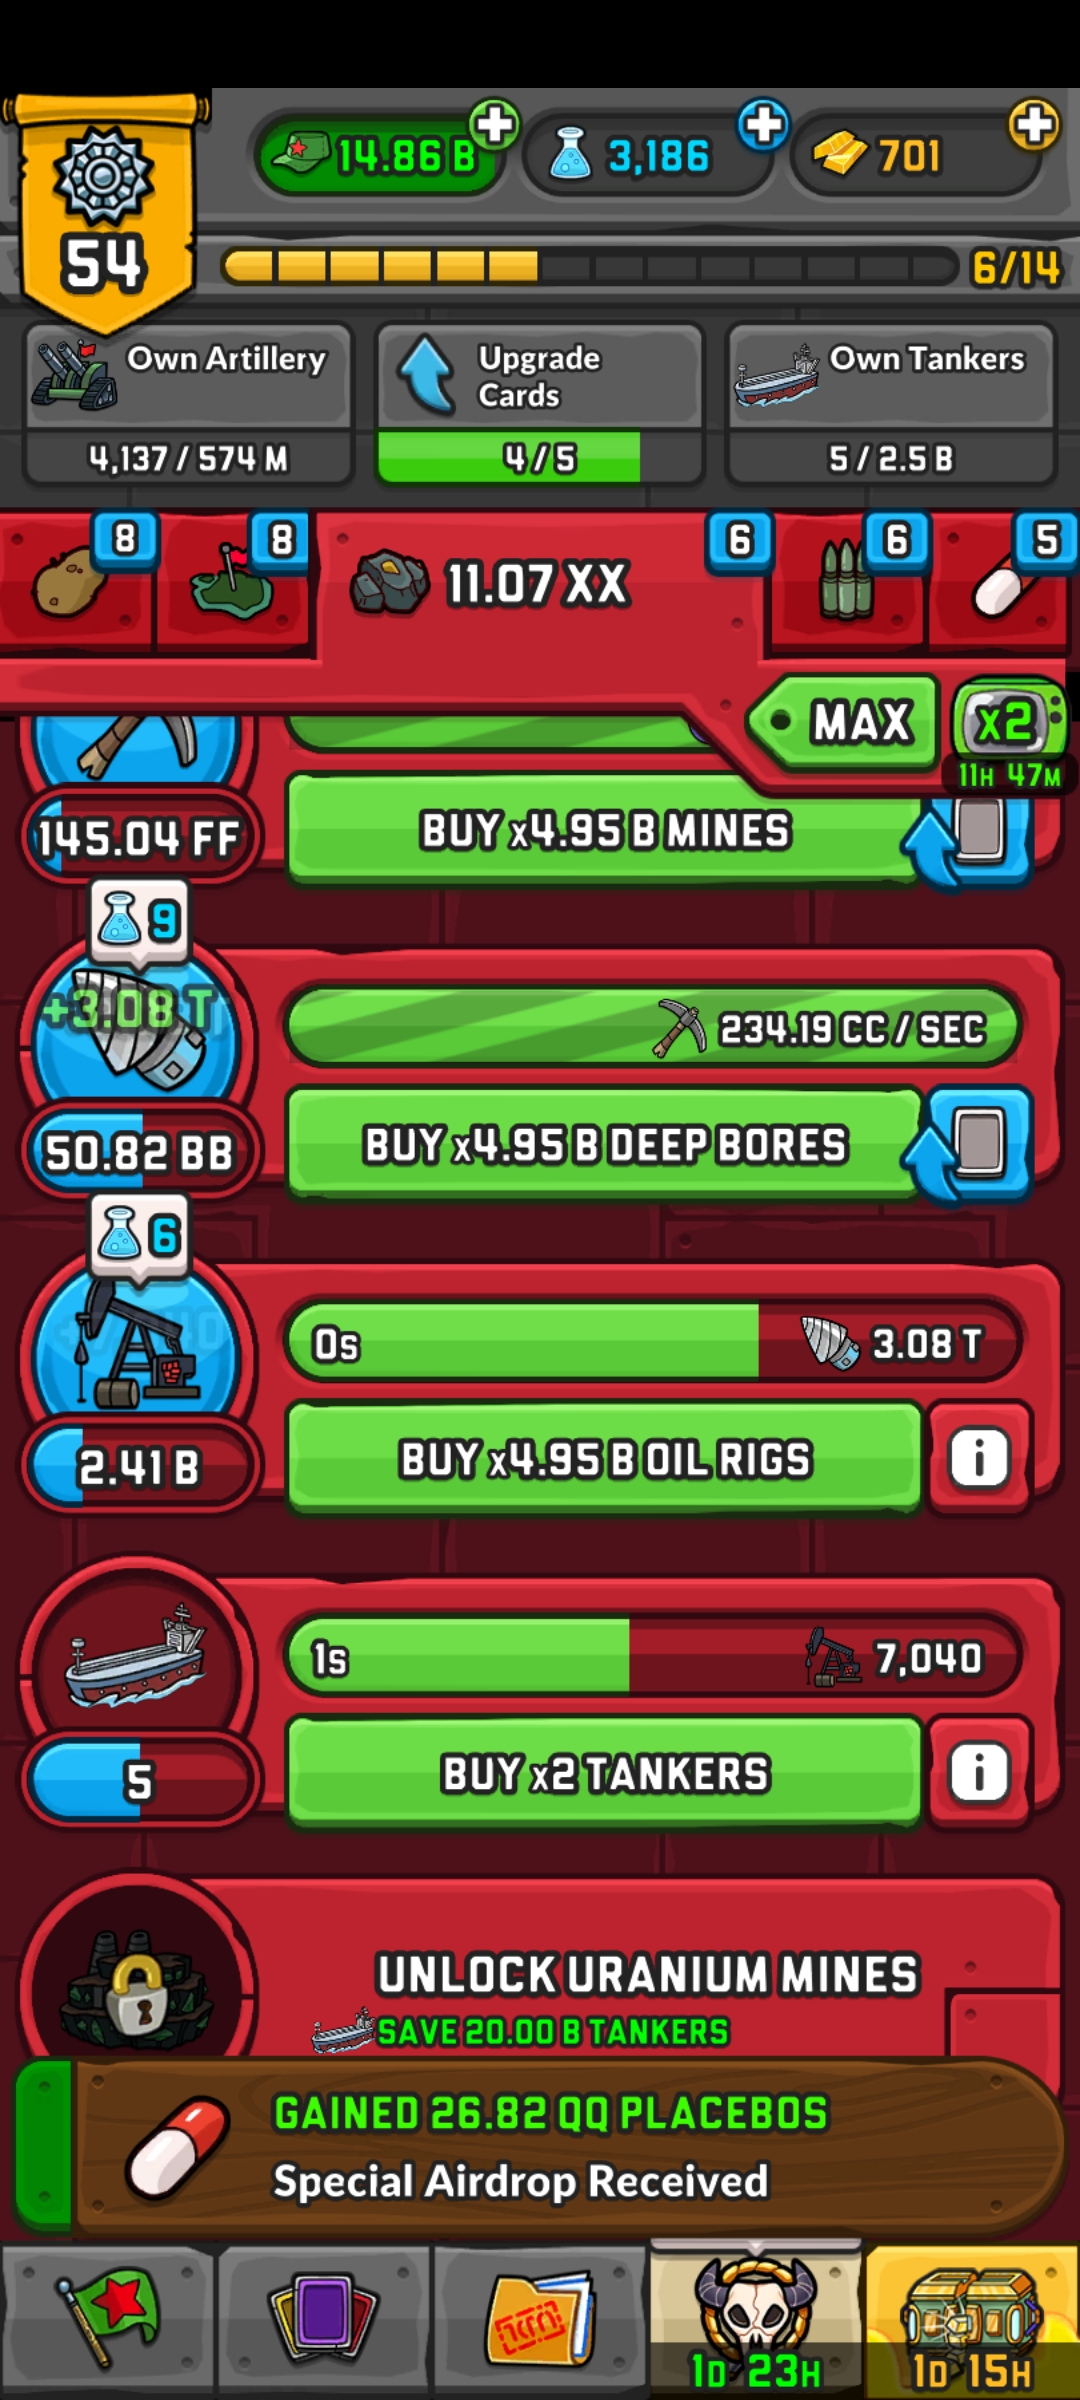 14.86 B
3,186
701
54
6/14
Own Artillery
4,137 / 574 M
Upgrade
Cards
4/5
Own Tankers
5 / 2.5 B
8
8
11.07 XX
6
6
5
MAX
x2
11H 47M
145.04 FF
BUY x4.95 B MINES
9
+3.08 T
234.19 CC / SEC
50.82 BB
BUY x4.95 B DEEP BORES
6
0s
3.08 T
2.41 B
BUY x4.95 B OIL RIGS
1s
7,040
5
BUY x2 TANKERS
UNLOCK URANIUM MINES
SAVE 20.00 B TANKERS
GAINED 26.82 QQ PLACEBOS
Special Airdrop Received
1D 23H
1D 15H